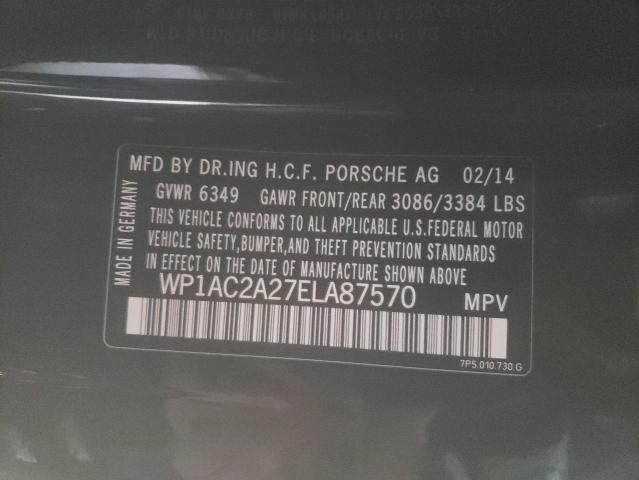 MFD BY DR.ING H.C.F. PORSCHE AG 02/14
GVWR 6349 GAWR FRONT/REAR 3086/3384 LBS
THIS VEHICLE CONFORMS TO ALL APPLICABLE U.S.FEDERAL MOTOR
VEHICLE SAFETY,BUMPER,AND THEFT PREVENTION STANDARDS
IN EFFECT ON THE DATE OF MANUFACTURE SHOWN ABOVE
WP1AC2A27ELA87570 MPV
7P5.010.730.G
MADE IN GERMANY